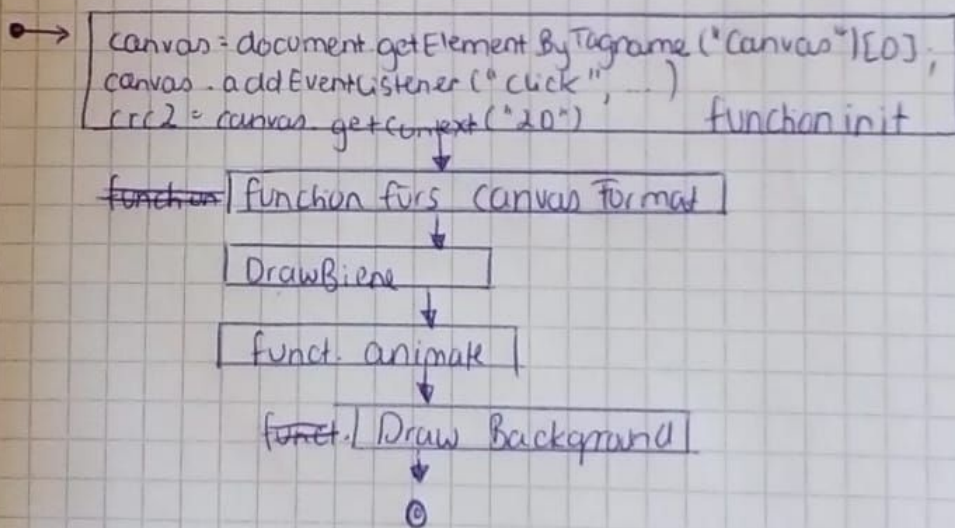 canvas = document.getElementByTagname ("Canvas")[0];
canvas.addEventListener ("click", ...)
crc2 = canvas.getContext ("2D") function init
function fürs Canvas Format
DrawBiene
funct. animate
funct. Draw Background